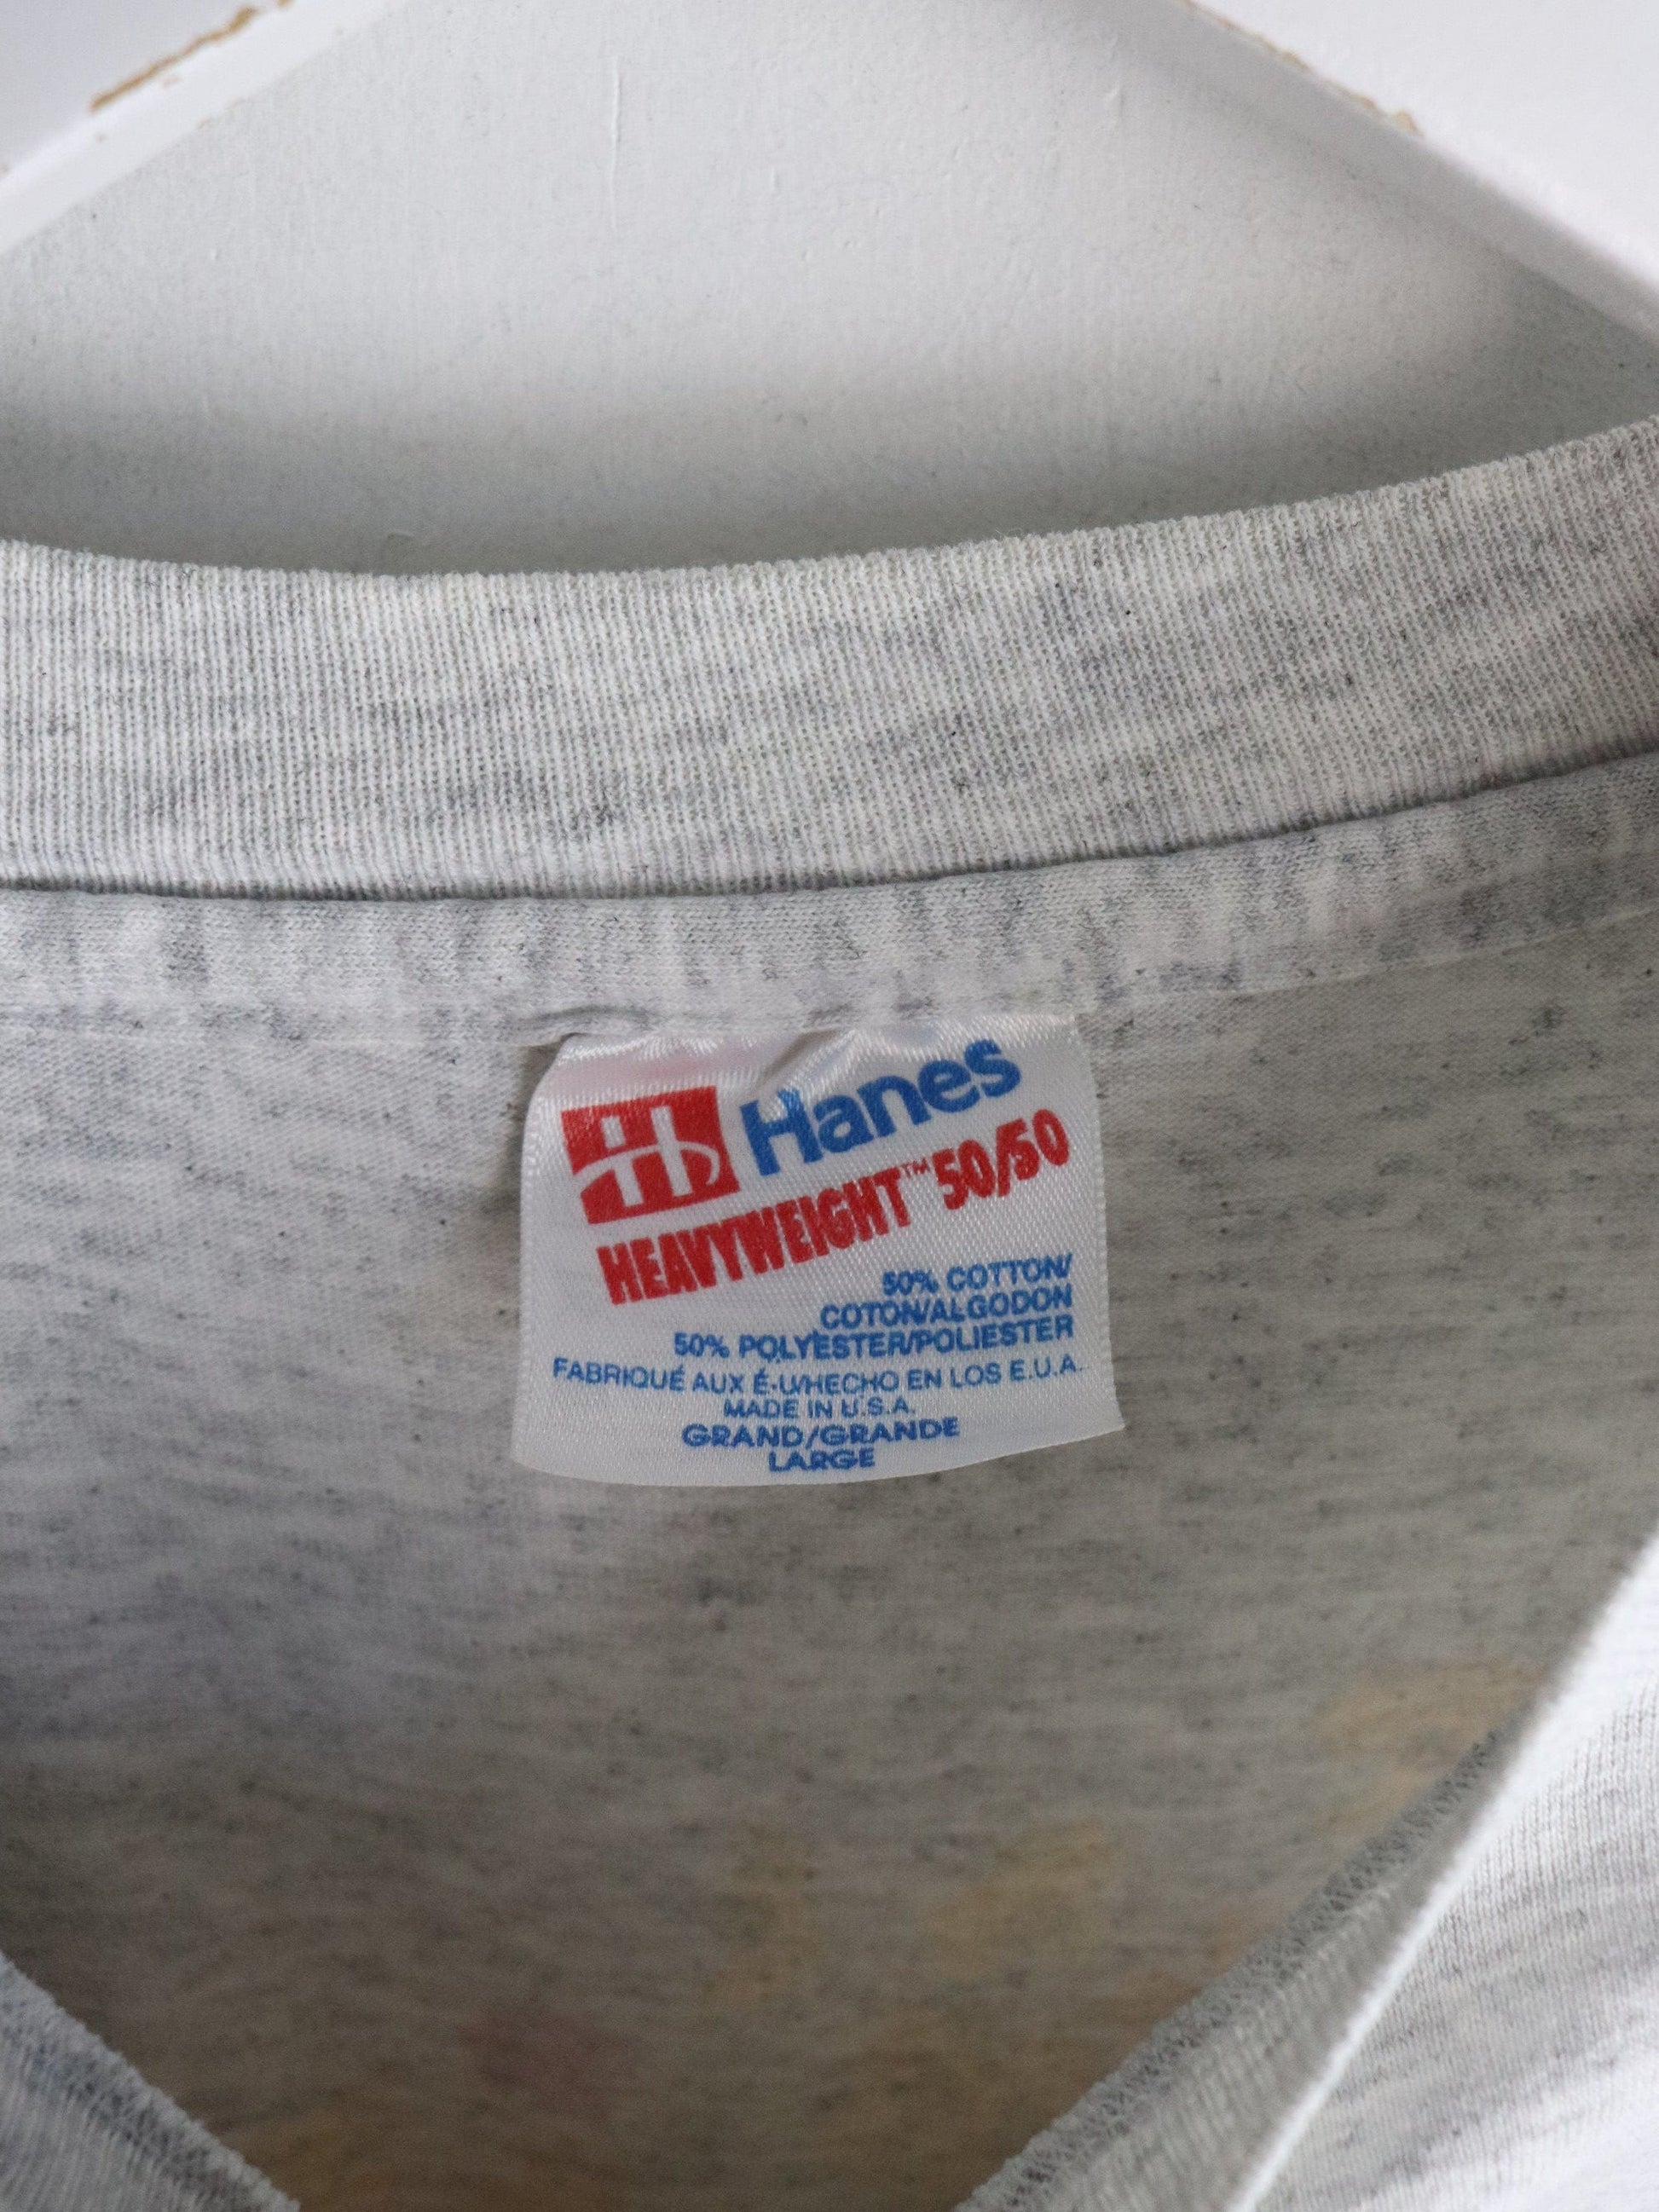 Hanes
HEAVYWEIGHT™ 50/50
50% COTTON/
COTON/ALGODON
50% POLYESTER/POLIESTER
FABRIQUÉ AUX É-U/HECHO EN LOS E.U.A.
MADE IN U.S.A.
GRAND/GRANDE
LARGE